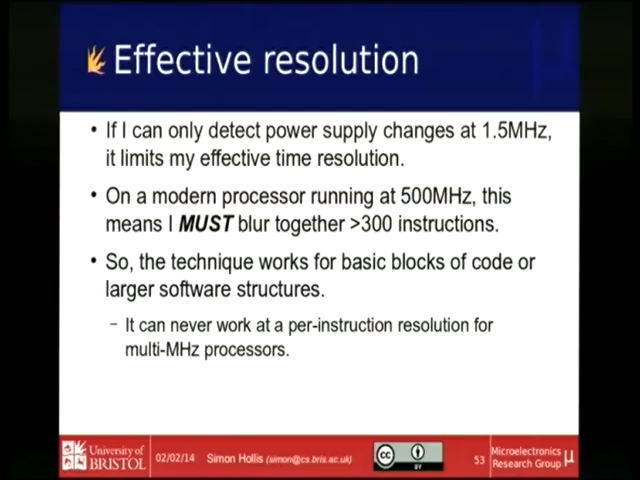 Effective resolution
• If I can only detect power supply changes at 1.5MHz,
it limits my effective time resolution.
• On a modern processor running at 500MHz, this
means I MUST blur together >300 instructions.
• So, the technique works for basic blocks of code or
larger software structures.
– It can never work at a per-instruction resolution for
multi-MHz processors.
University of
BRISTOL
02/02/14
Simon Hollis (simon@cs.bris.ac.uk)
cc
BY
53
Microelectronics
Research Group
μ